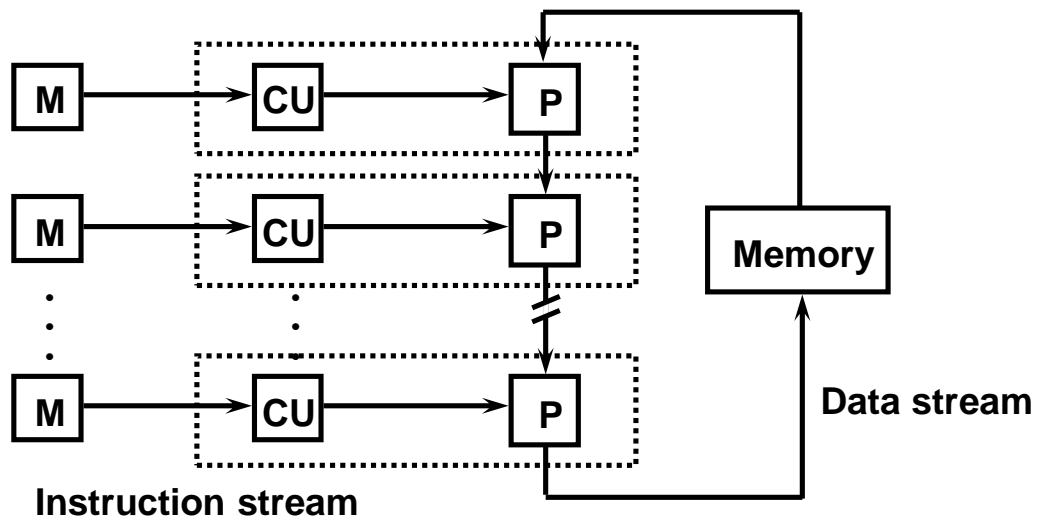 M CU P
M CU P
Memory
M CU P
Data stream
Instruction stream